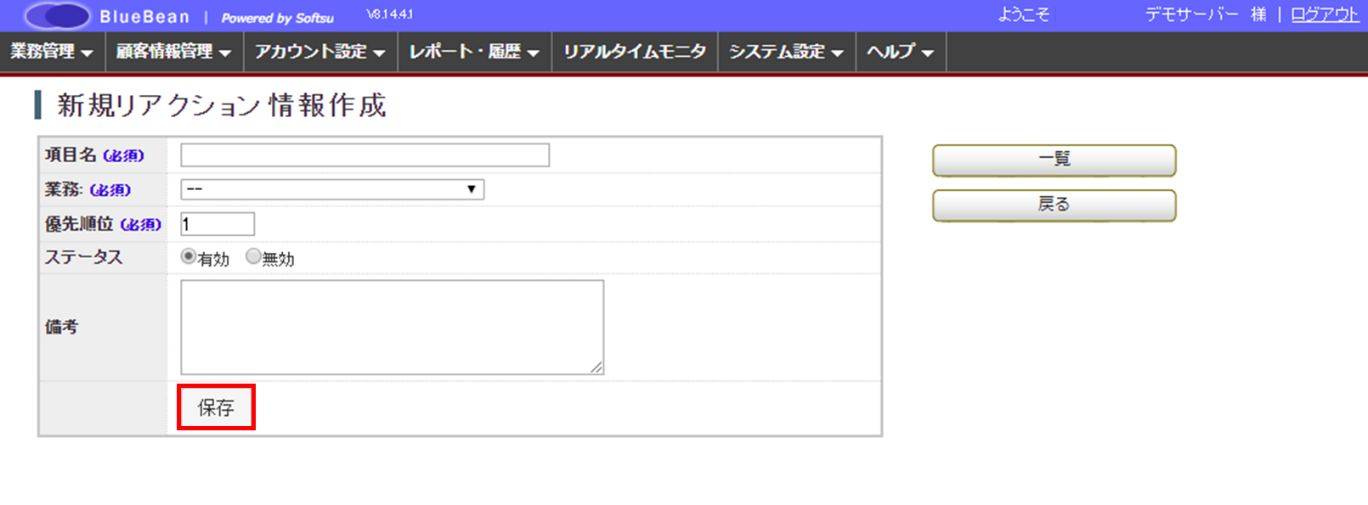 BlueBean | Powered by Softsu V8.1.4.4.1 ようこそ デモサーバー 様 | ログアウト
業務管理 顧客情報管理 アカウント設定 レポート・履歴 リアルタイムモニタ システム設定 ヘルプ
新規リアクション情報作成
項目名 (必須)
一覧
業務: (必須) --
戻る
優先順位 (必須) 1
ステータス 有効 無効
備考
保存